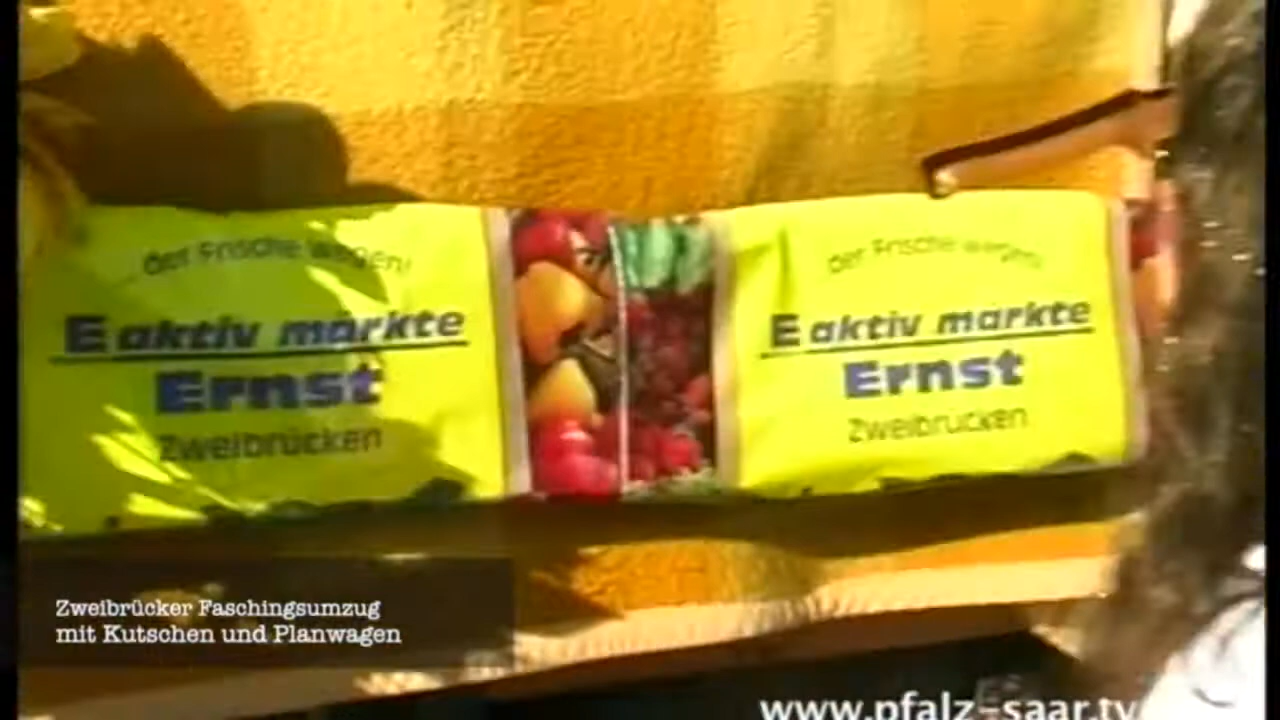 der Frische wegen!
E aktiv märkte
Ernst
Zweibrücken
der Frische wegen!
E aktiv märkte
Ernst
Zweibrücken
Zweibrücker Faschingsumzug
mit Kutschen und Planwagen
www.pfalz-saar.tv